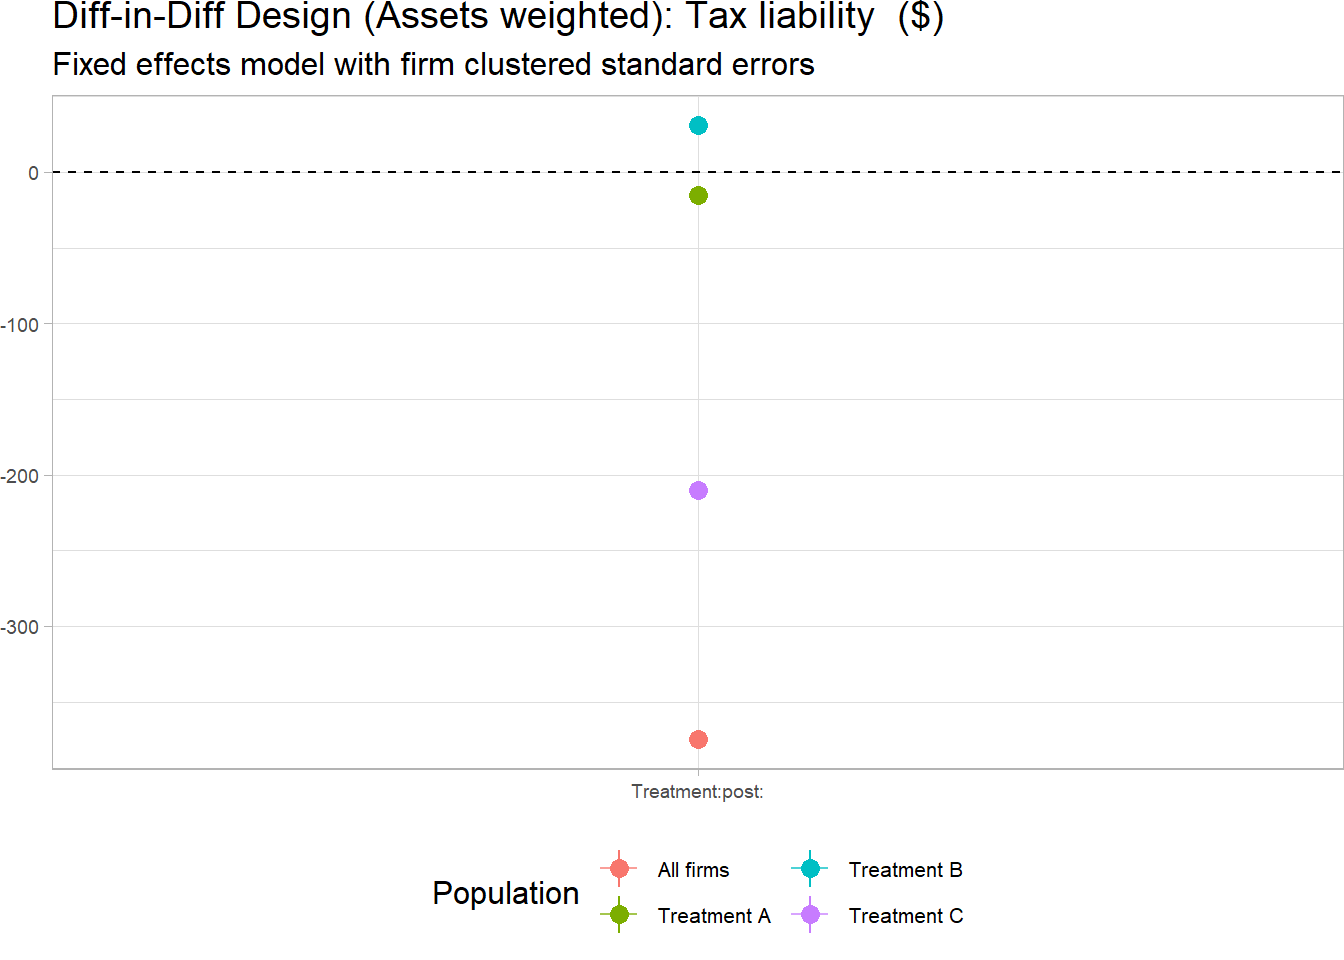 Diff-in-Diff Design (Assets weighted): Tax liability  ($)
Fixed effects model with firm clustered standard errors
0
-100
-200
-300
Treatment:post:
Population
All firms
Treatment B
Treatment A
Treatment C